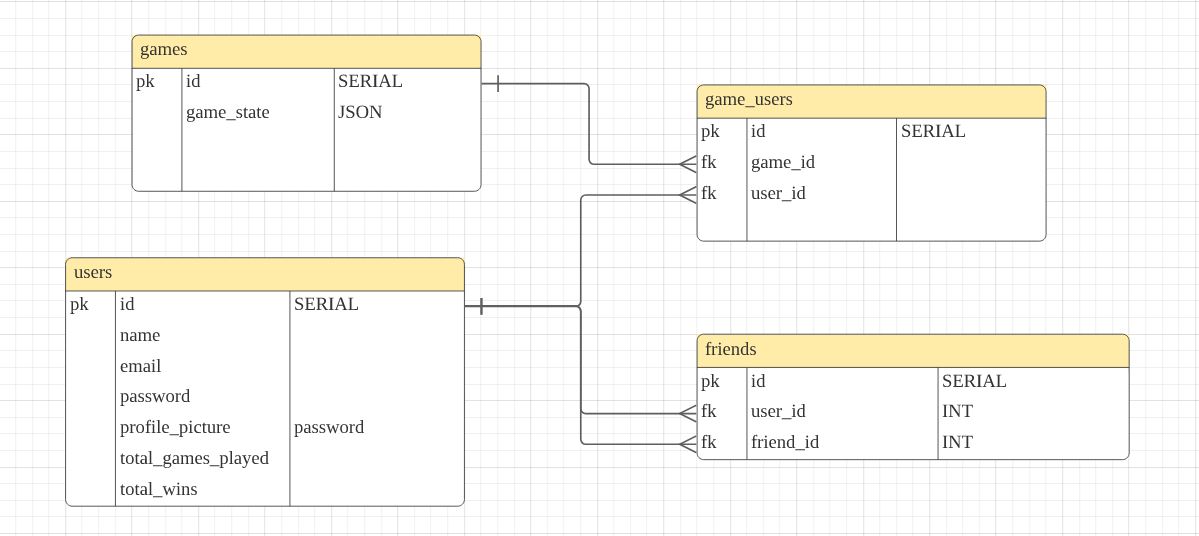 games
pk id SERIAL
game_state JSON
game_users
pk id SERIAL
fk game_id
fk user_id
users
pk id SERIAL
name
email
password
profile_picture password
total_games_played
total_wins
friends
pk id SERIAL
fk user_id INT
fk friend_id INT